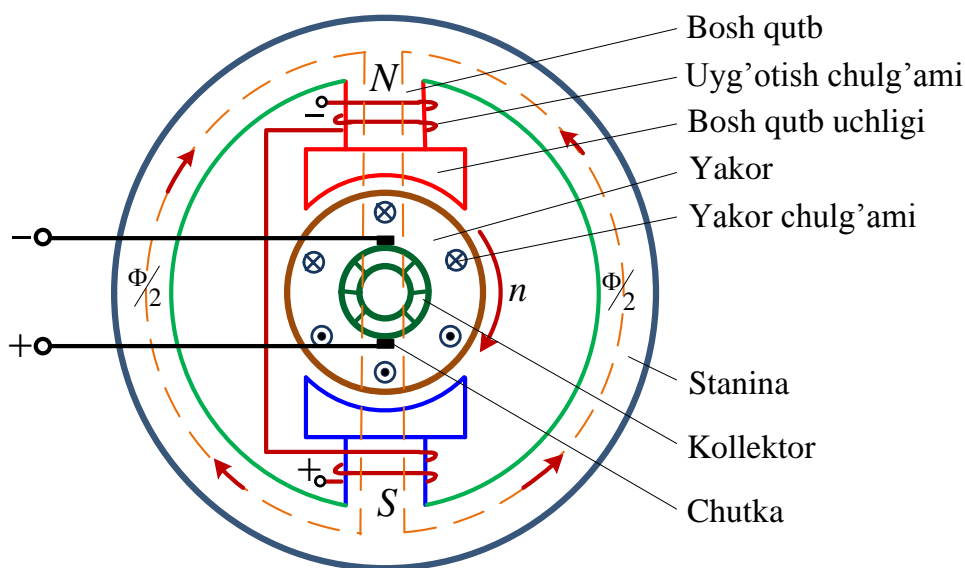 Bosh qutb
Uyg’otish chulg’ami
Bosh qutb uchligi
Yakor
Yakor chulg’ami
Stanina
Kollektor
Chutka
N
−
−
Φ/2
n
Φ/2
+
+
S